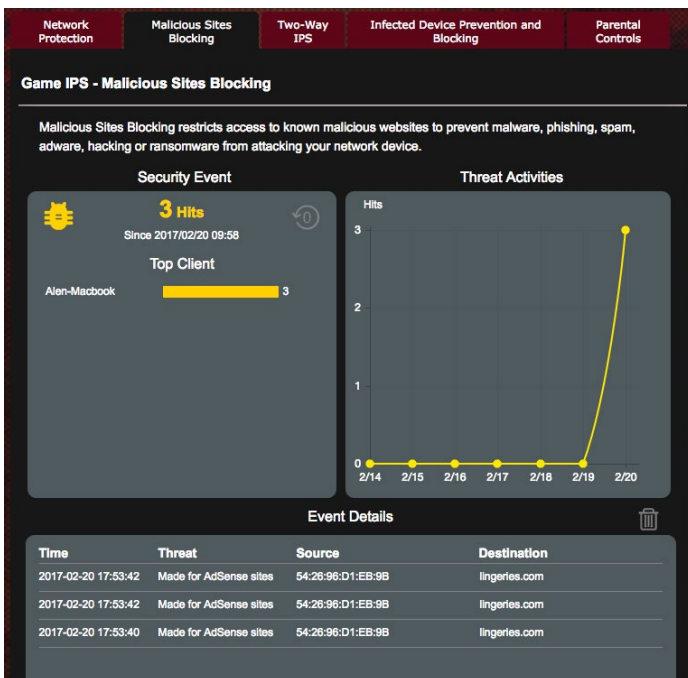 Network Protection
Malicious Sites Blocking
Two-Way IPS
Infected Device Prevention and Blocking
Parental Controls
Game IPS - Malicious Sites Blocking
Malicious Sites Blocking restricts access to known malicious websites to prevent malware, phishing, spam,
adware, hacking or ransomware from attacking your network device.
Security Event
3 Hits
0
Since 2017/02/20 09:58
Top Client
Alen-Macbook 3
Threat Activities
Hits
3
2
1
0
2/14 2/15 2/16 2/17 2/18 2/19 2/20
Event Details
Time Threat Source Destination
2017-02-20 17:53:42 Made for AdSense sites 54:26:96:D1:EB:9B lingeries.com
2017-02-20 17:53:42 Made for AdSense sites 54:26:96:D1:EB:9B lingeries.com
2017-02-20 17:53:40 Made for AdSense sites 54:26:96:D1:EB:9B lingeries.com